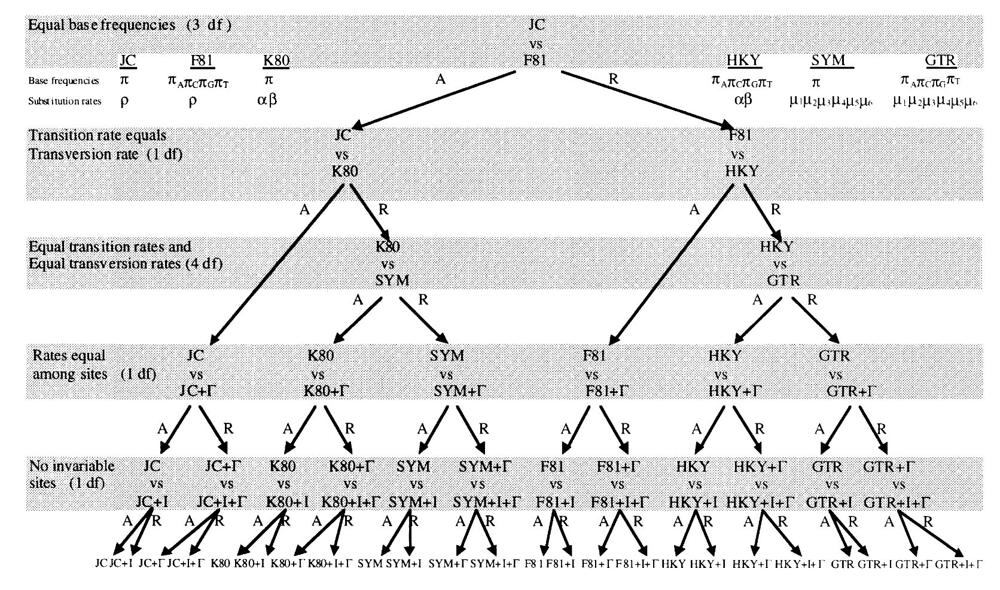 Equal base frequencies (3 df) JC
vs
JC F81 K80 F81 HKY SYM GTR
Base frequencies π π_Aπ_Cπ_Gπ_T π A R π_Aπ_Cπ_Gπ_T π π_Aπ_Cπ_Gπ_T
Substitution rates ρ ρ αβ αβ μ₁μ₂μ₃μ₄μ₅μ₆ μ₁μ₂μ₃μ₄μ₅μ₆
Transition rate equals JC F81
Transversion rate (1 df) vs vs
K80 HKY
A R A R
Equal transition rates and K80 HKY
Equal transversion rates (4 df) vs vs
SYM GTR
A R A R
Rates equal JC K80 SYM F81 HKY GTR
among sites (1 df) vs vs vs vs vs vs
JC+Γ K80+Γ SYM+Γ F81+Γ HKY+Γ GTR+Γ
A R A R A R A R A R A R
No invariable JC JC+Γ K80 K80+Γ SYM SYM+Γ F81 F81+Γ HKY HKY+Γ GTR GTR+Γ
sites (1 df) vs vs vs vs vs vs vs vs vs vs vs vs
JC+I JC+I+Γ K80+I K80+I+Γ SYM+I SYM+I+Γ F81+I F81+I+Γ HKY+I HKY+I+Γ GTR+I GTR+I+Γ
A R A R A R A R A R A R A R A R A R A R A R A R
JC JC+I JC+Γ JC+I+Γ K80 K80+I K80+Γ K80+I+Γ SYM SYM+I SYM+Γ SYM+I+Γ F81 F81+I F81+Γ F81+I+Γ HKY HKY+I HKY+Γ HKY+I+Γ GTR GTR+I GTR+Γ GTR+I+Γ